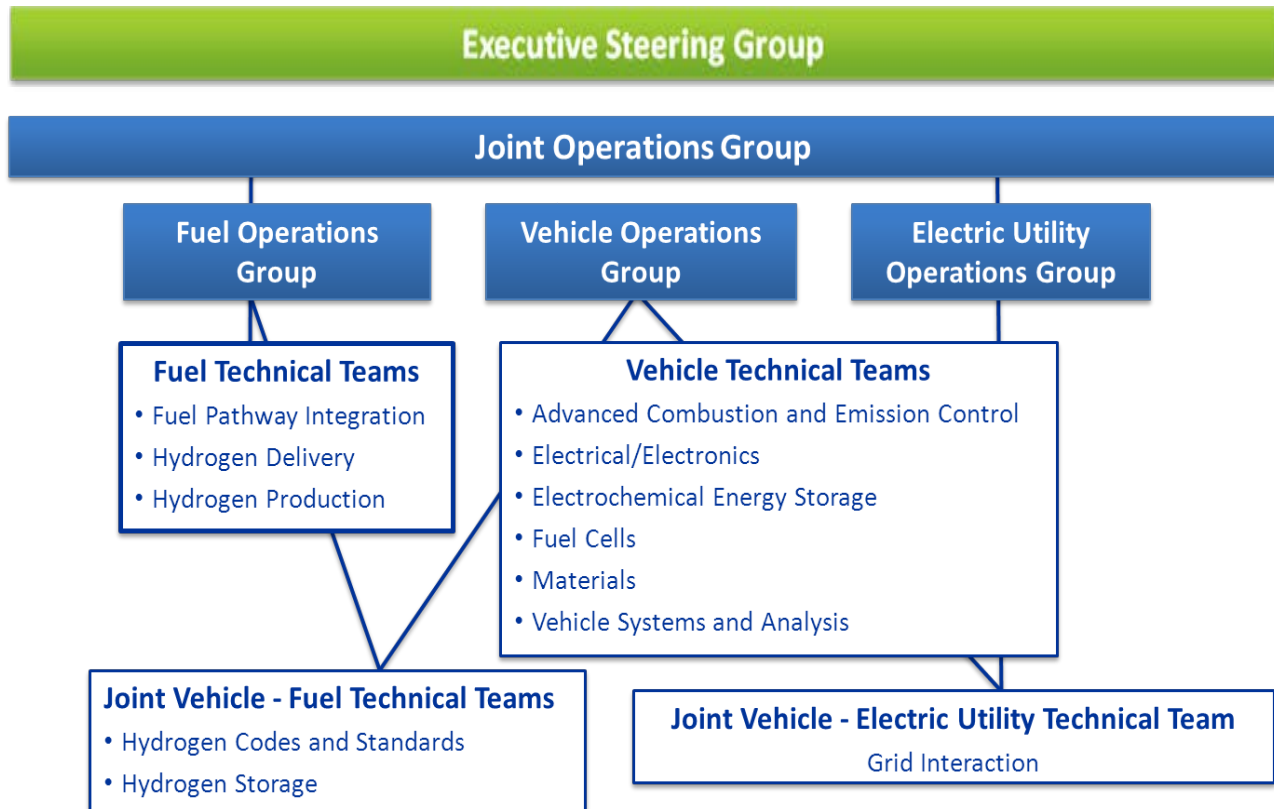 Executive Steering Group
Joint Operations Group
Fuel Operations
Group
Vehicle Operations
Group
Electric Utility
Operations Group
Fuel Technical Teams
• Fuel Pathway Integration
• Hydrogen Delivery
• Hydrogen Production
Vehicle Technical Teams
• Advanced Combustion and Emission Control
• Electrical/Electronics
• Electrochemical Energy Storage
• Fuel Cells
• Materials
• Vehicle Systems and Analysis
Joint Vehicle - Fuel Technical Teams
• Hydrogen Codes and Standards
• Hydrogen Storage
Joint Vehicle - Electric Utility Technical Team
Grid Interaction